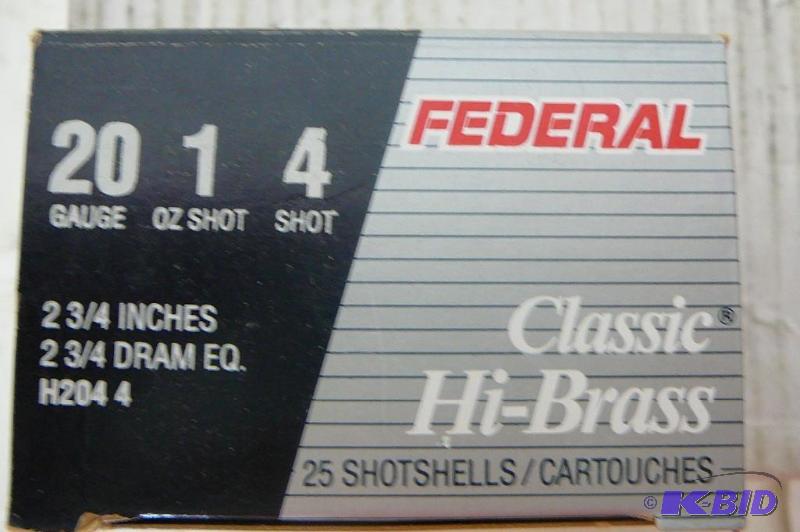 20 1 4
GAUGE OZ SHOT SHOT
2 3/4 INCHES
2 3/4 DRAM EQ.
H204 4
FEDERAL
Classic®
Hi-Brass
25 SHOTSHELLS/CARTOUCHES
© K-BID